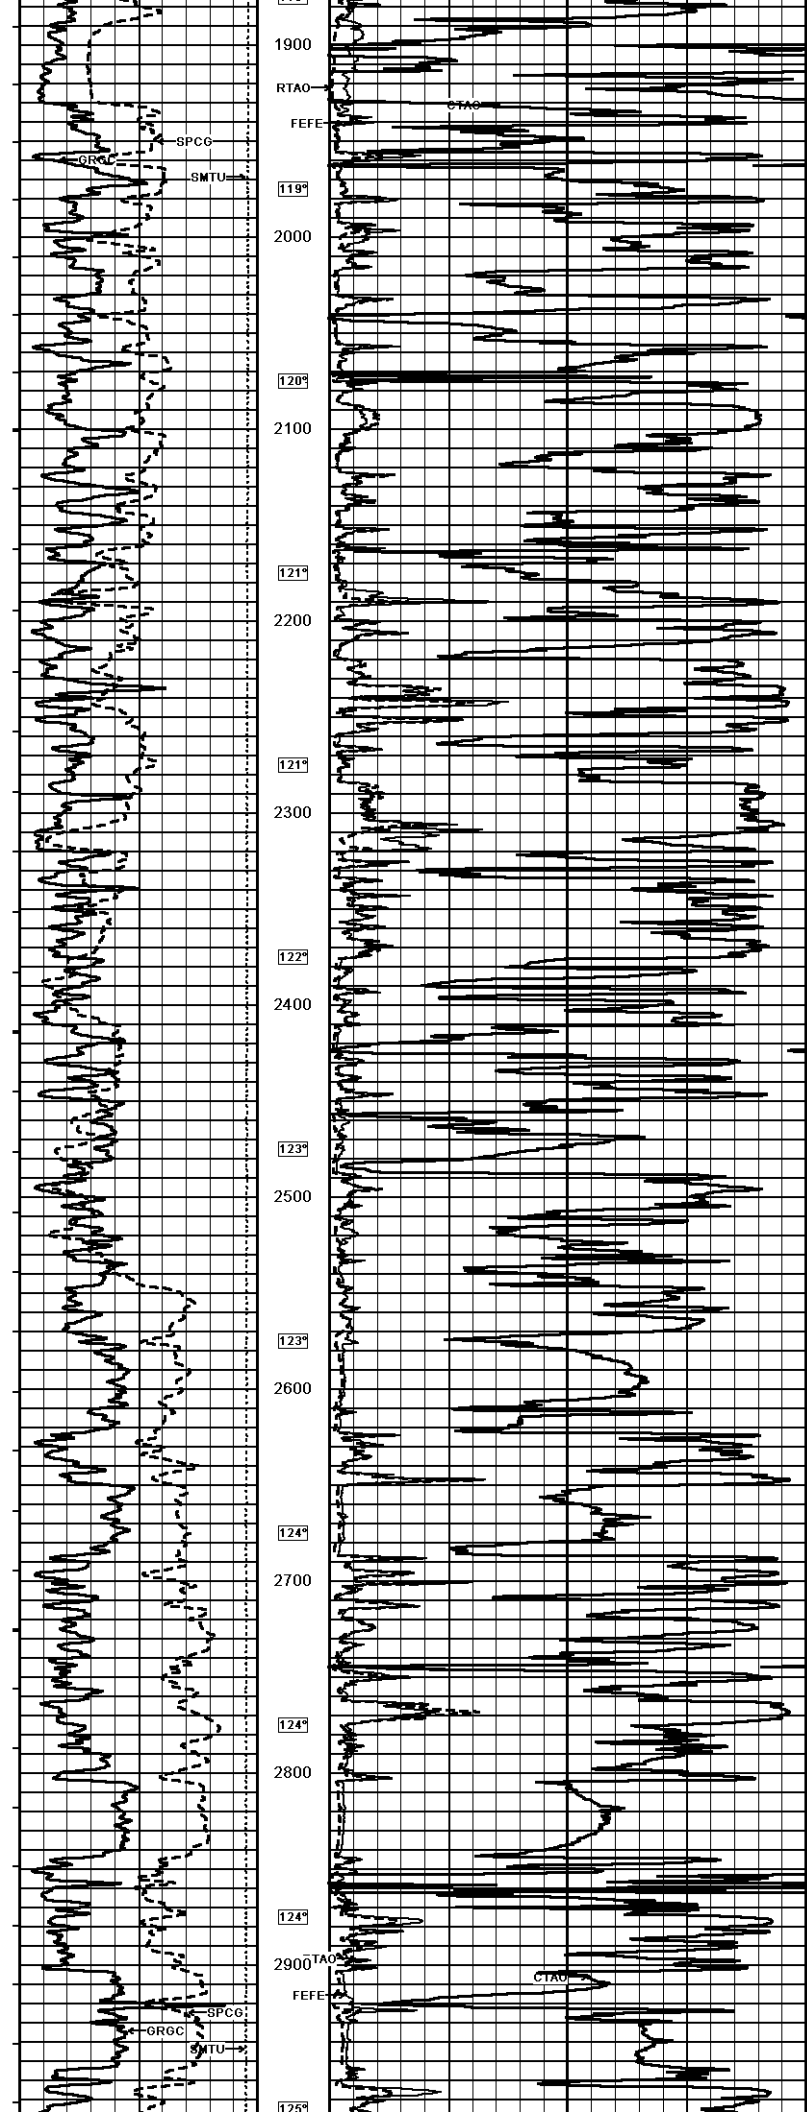 1900
RTAO
CTAO
FEFE
SPCG
GRGC
SMTU
119°
2000
120°
2100
121°
2200
121°
2300
122°
2400
123°
2500
123°
2600
124°
2700
124°
2800
124°
2900
TAO
CTAO
FEFE
SPCG
GRGC
SMTU
125°